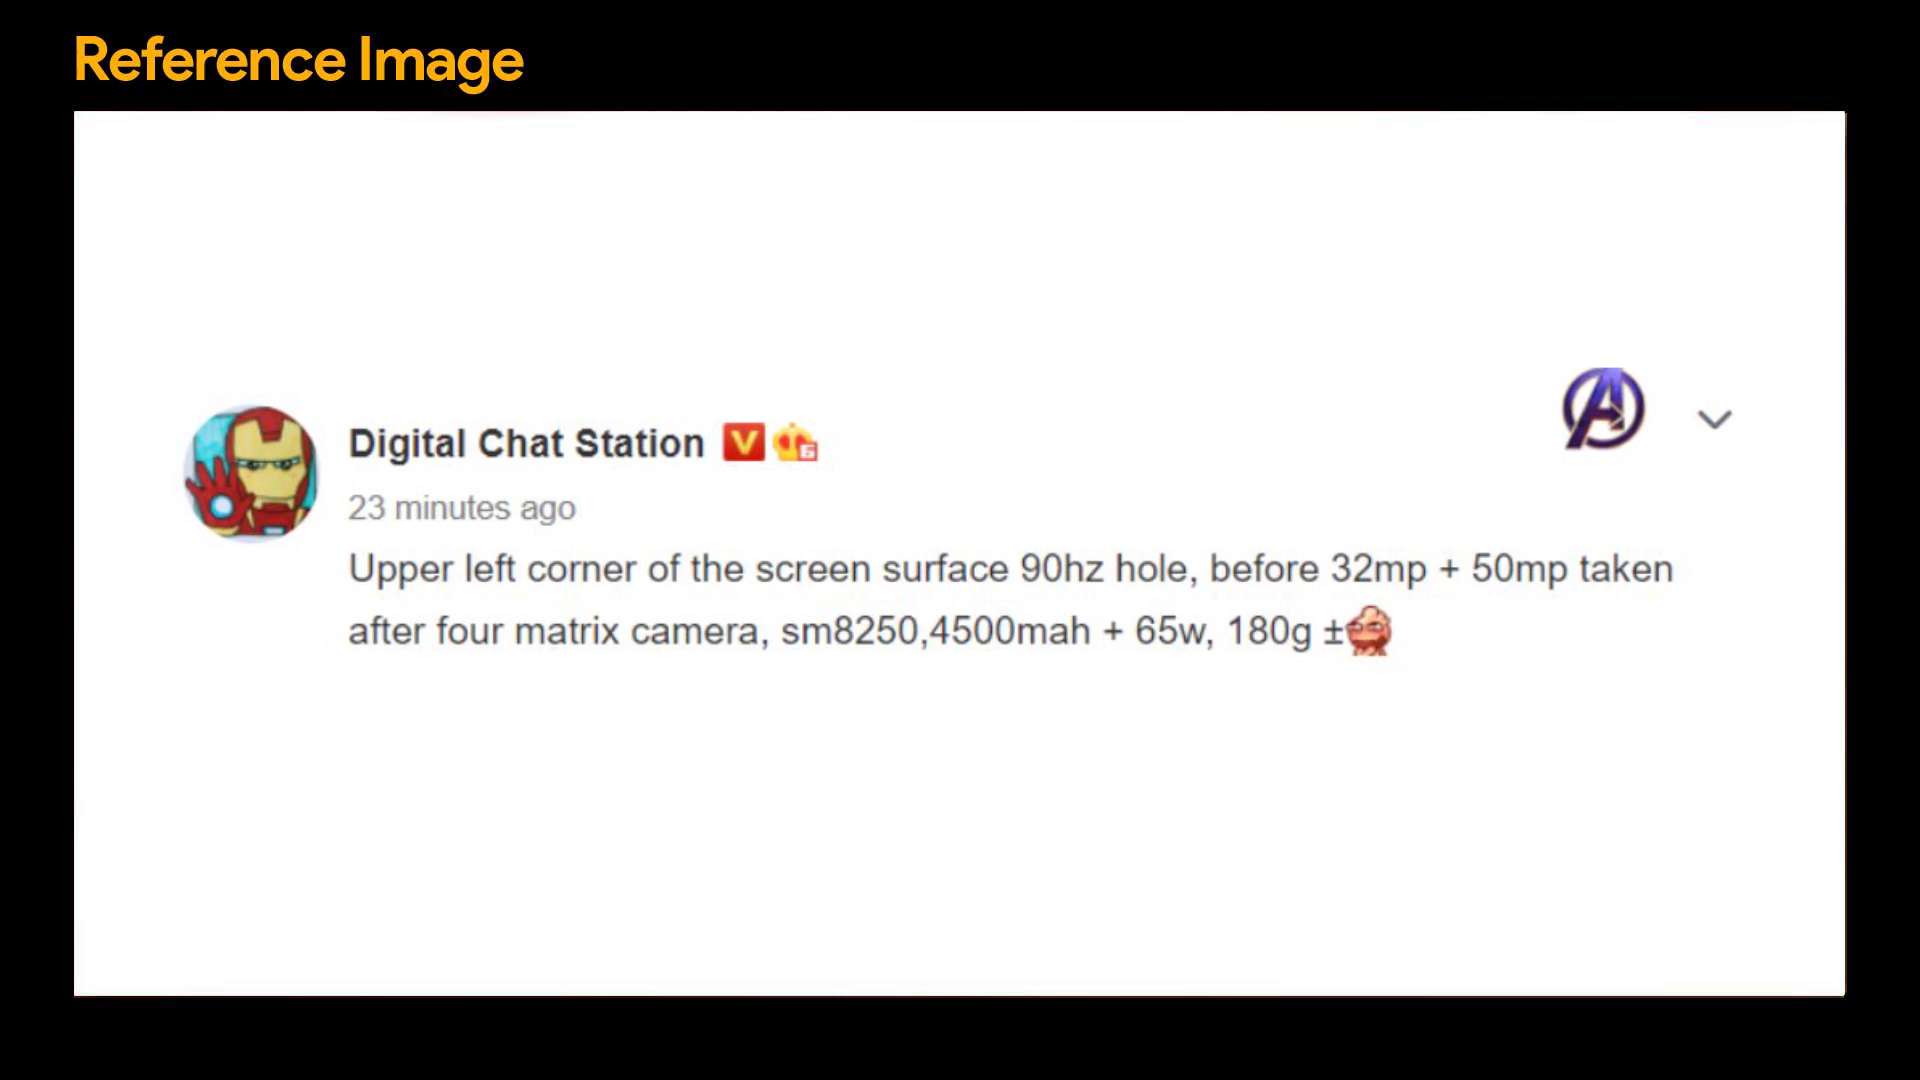 Reference Image
Digital Chat Station V 6
23 minutes ago
Upper left corner of the screen surface 90hz hole, before 32mp + 50mp taken
after four matrix camera, sm8250,4500mah + 65w, 180g ±